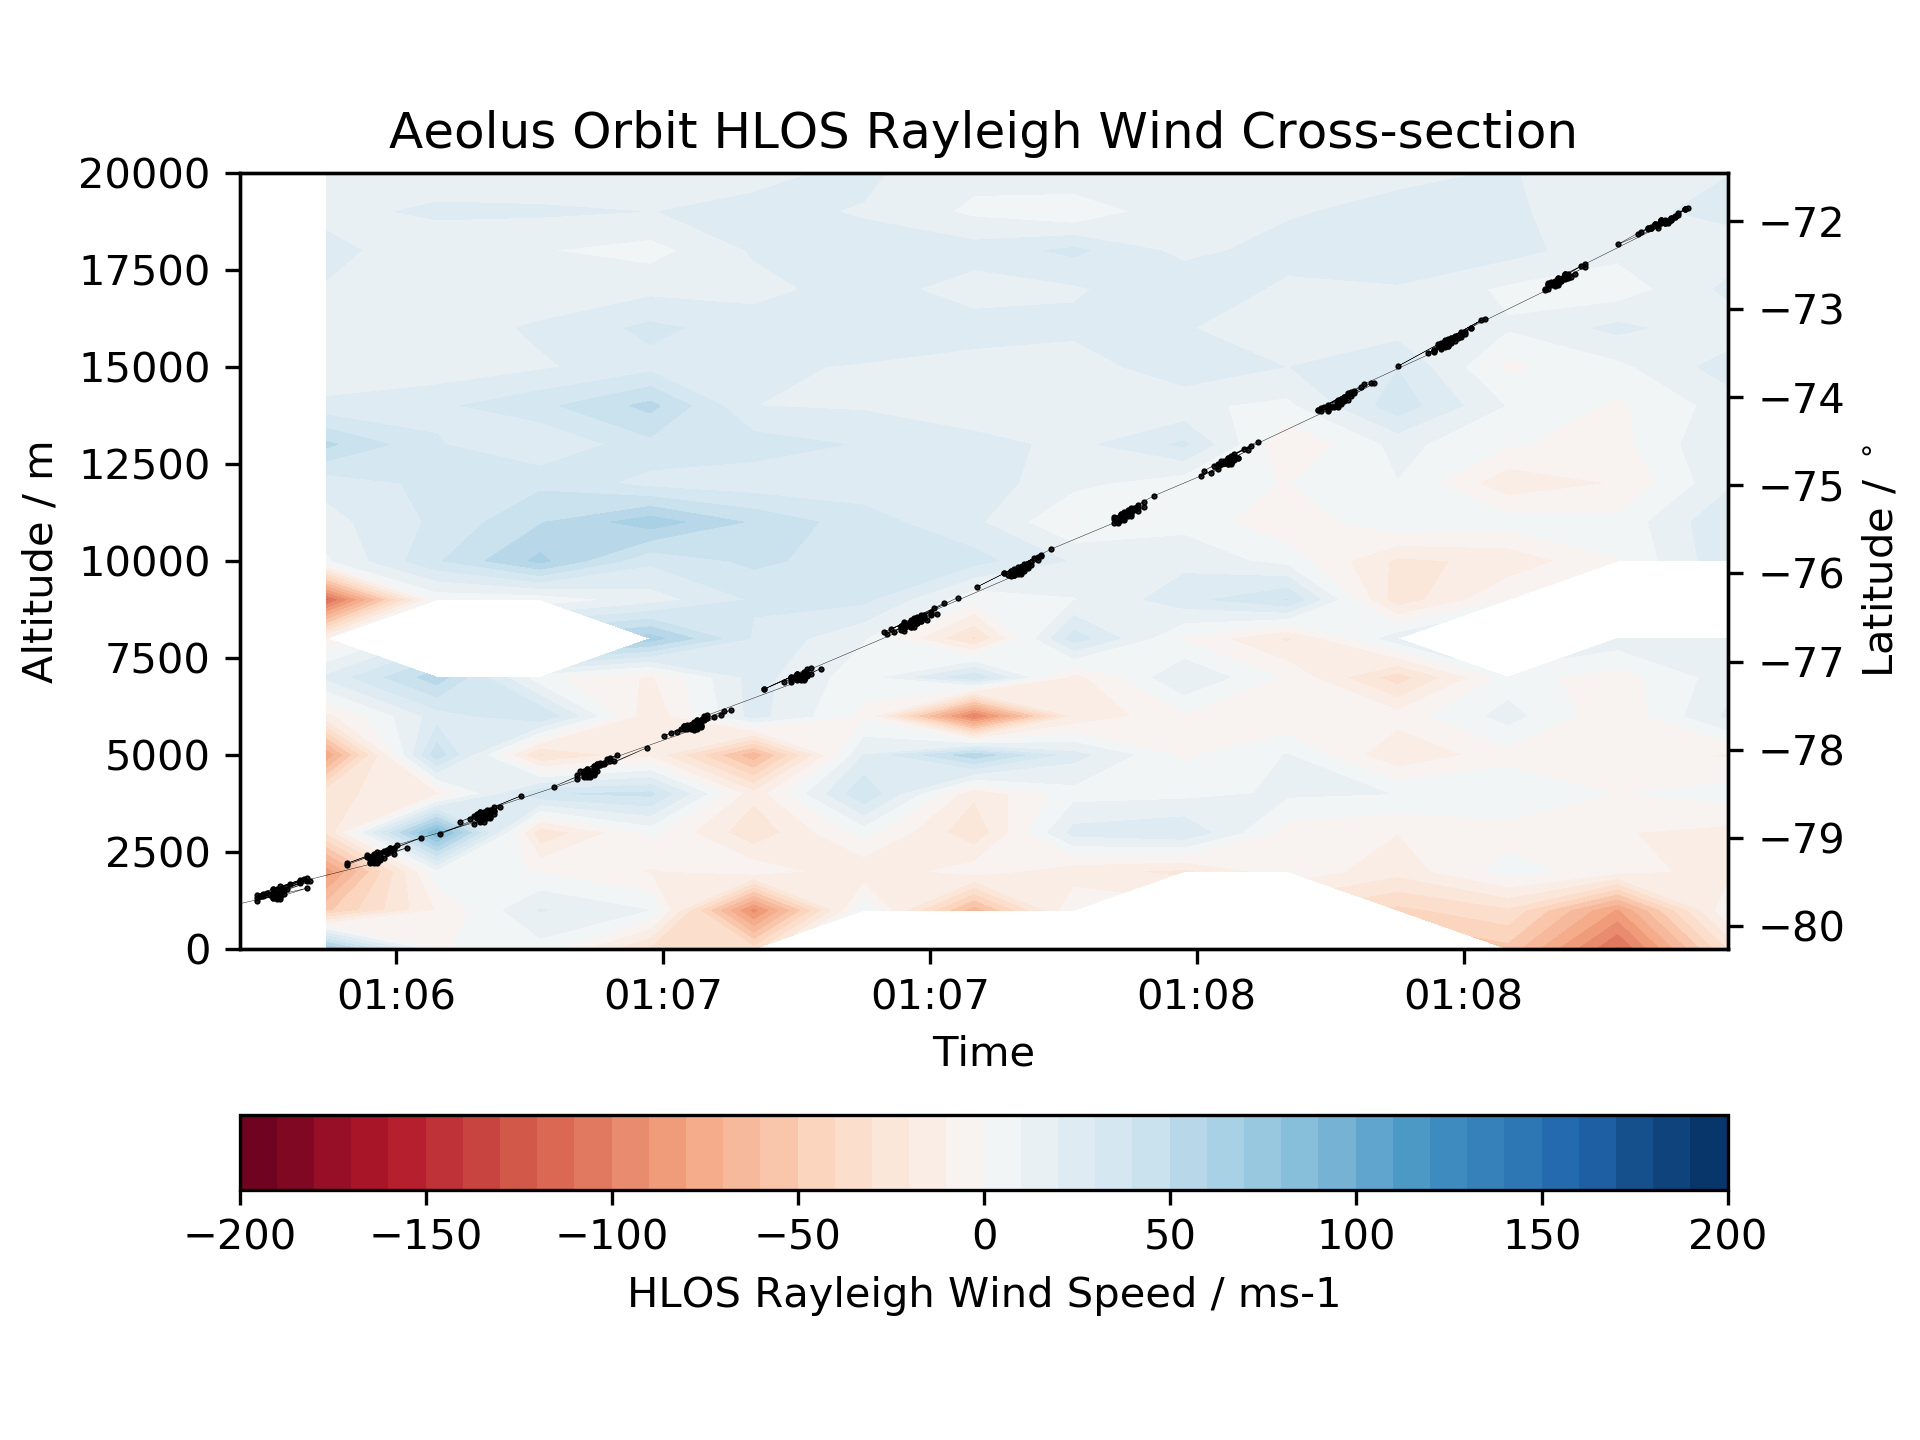 Aeolus Orbit HLOS Rayleigh Wind Cross-section
20000
17500
15000
12500
10000
7500
5000
2500
0
Altitude / m
−72
−73
−74
−75
−76
−77
−78
−79
−80
Latitude / °
01:06 01:07 01:07 01:08 01:08
Time
−200 −150 −100 −50 0 50 100 150 200
HLOS Rayleigh Wind Speed / ms-1